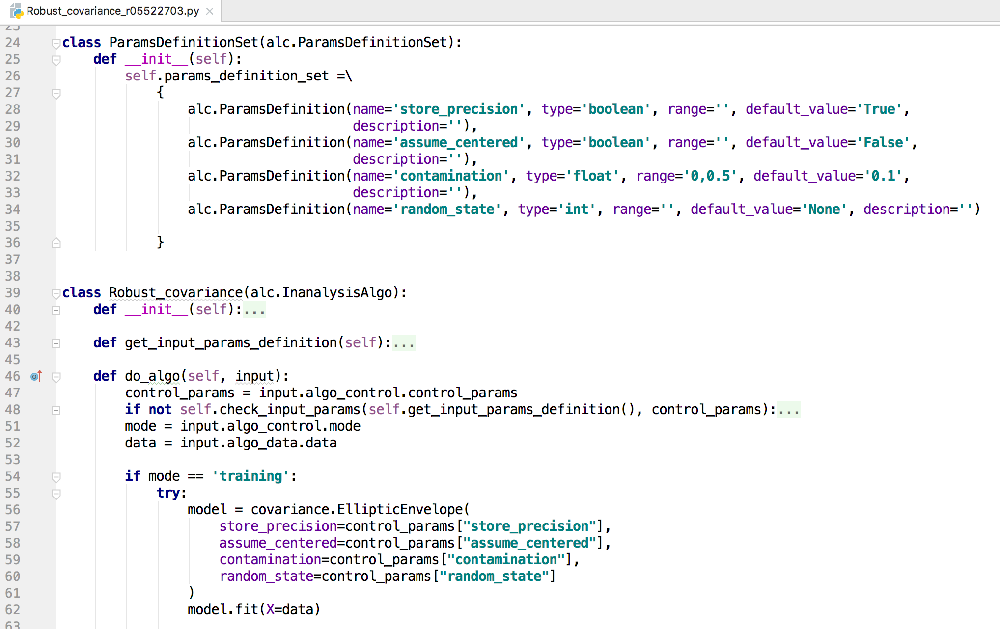 Robust_covariance_r05522703.py
23
24 class ParamsDefinitionSet(alc.ParamsDefinitionSet):
25     def __init__(self):
26         self.params_definition_set =\
27             {
28                 alc.ParamsDefinition(name='store_precision', type='boolean', range='', default_value='True',
29                                      description=''),
30                 alc.ParamsDefinition(name='assume_centered', type='boolean', range='', default_value='False',
31                                      description=''),
32                 alc.ParamsDefinition(name='contamination', type='float', range='0,0.5', default_value='0.1',
33                                      description=''),
34                 alc.ParamsDefinition(name='random_state', type='int', range='', default_value='None', description='')
35
36             }
37
38
39 class Robust_covariance(alc.InanalysisAlgo):
40     def __init__(self):...
42
43     def get_input_params_definition(self):...
45
46     def do_algo(self, input):
47         control_params = input.algo_control.control_params
48         if not self.check_input_params(self.get_input_params_definition(), control_params):...
51         mode = input.algo_control.mode
52         data = input.algo_data.data
53
54         if mode == 'training':
55             try:
56                 model = covariance.EllipticEnvelope(
57                     store_precision=control_params["store_precision"],
58                     assume_centered=control_params["assume_centered"],
59                     contamination=control_params["contamination"],
60                     random_state=control_params["random_state"]
61                 )
62                 model.fit(X=data)
63